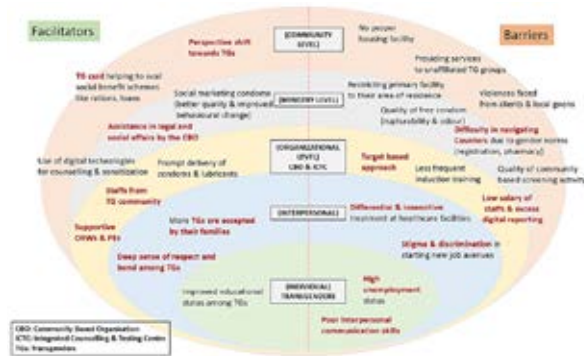 Facilitators
Barriers
[COMMUNITY
LEVEL]
Perspective shift
towards TGs
No proper
housing facility
Providing services
to unaffiliated TG groups
TG card helping to avail
social benefit schemes
like rations, loans
Social marketing condoms
(better quality & improved
behavioural change)
[MINISTRY LEVEL]
Restricting primary facility
to their area of residence
Quality of free condom
Violences faced
from clients & local goons
Assistance in legal and
social affairs by the CBO
Difficulty in navigating
Counters due to gender norms
(registration, pharmacy)
[ORGANIZATIONAL
LEVEL]
CBO & ICTC
Use of digital technologies
for counselling & sensitization
Prompt delivery of
condoms & lubricants
Target based
approach
Less frequent
induction training
Quality of community
based screening activity
Staffs from
TG community
Low salary of
staffs & excess
digital reporting
[INTERPERSONAL]
More TGs are accepted
by their families
Differential & insensitive
treatment at healthcare facilities
Supportive
ORWs & PEs
Stigma & discrimination in
starting new job avenues
Deep sense of respect and
bond among TGs
[INDIVIDUAL]
TRANSGENDERS
Improved educational
status among TGs
High
unemployment
status
Poor interpersonal
communication skills
CBO: Community Based Organisation
ICTC: Integrated Counselling & Testing Center
TGs: Transgenders